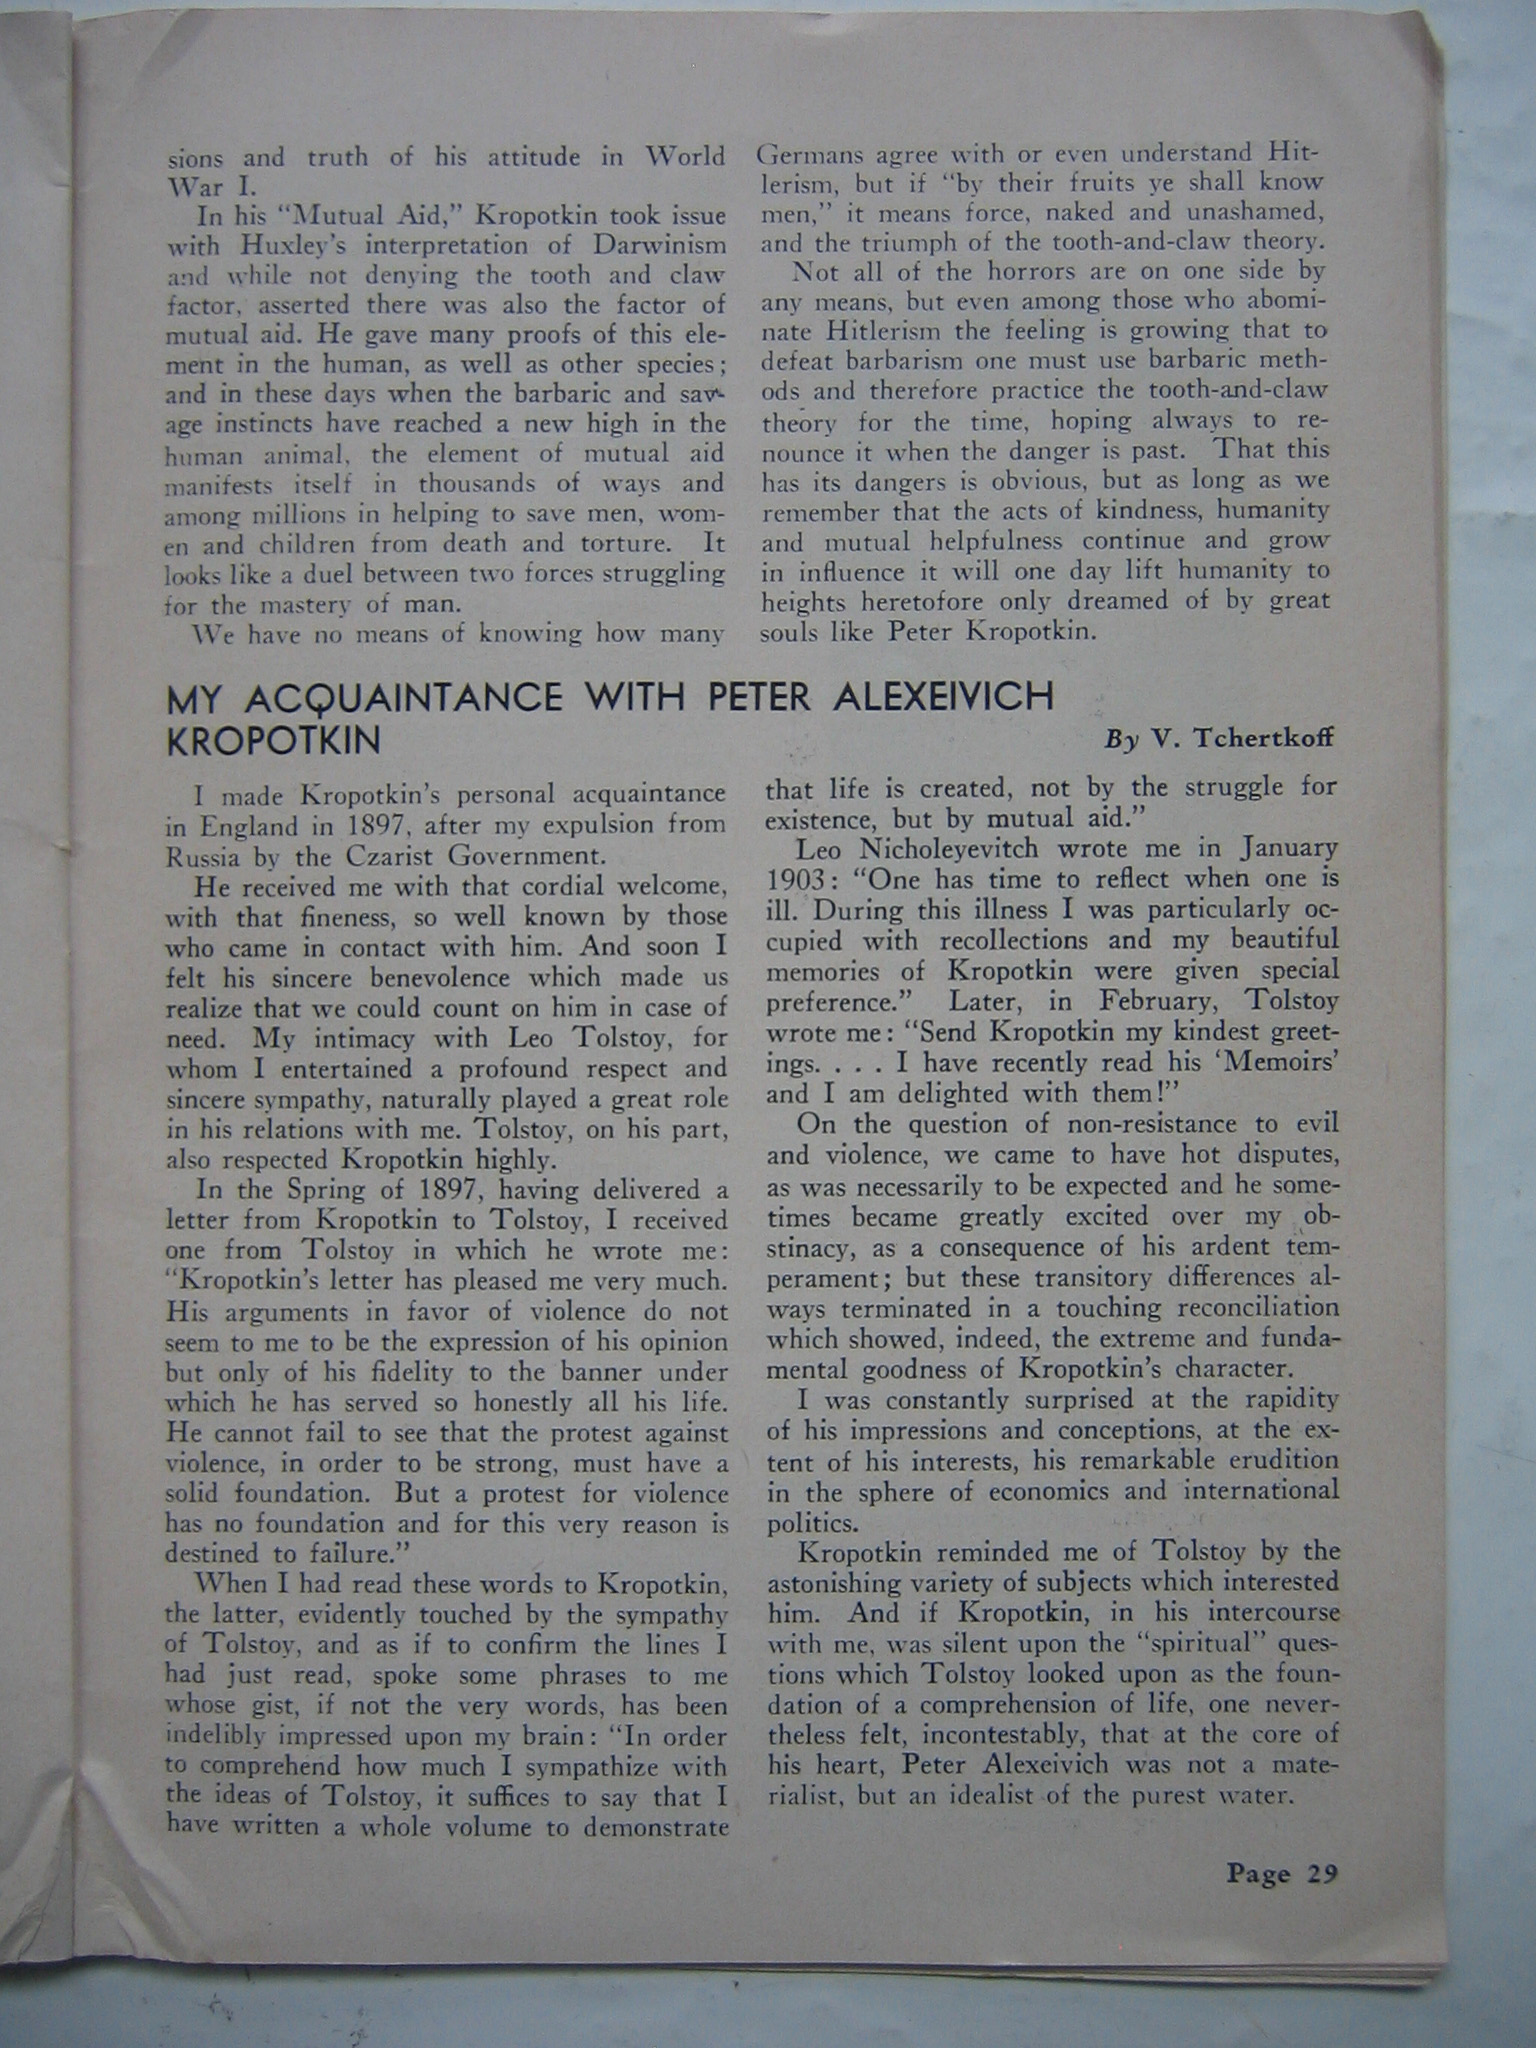 sions and truth of his attitude in World
War I.
In his “Mutual Aid,” Kropotkin took issue
with Huxley’s interpretation of Darwinism
and while not denying the tooth and claw
factor, asserted there was also the factor of
mutual aid. He gave many proofs of this ele-
ment in the human, as well as other species;
and in these days when the barbaric and sav-
age instincts have reached a new high in the
human animal, the element of mutual aid
manifests itself in thousands of ways and
among millions in helping to save men, wom-
en and children from death and torture. It
looks like a duel between two forces struggling
for the mastery of man.
We have no means of knowing how many
Germans agree with or even understand Hit-
lerism, but if “by their fruits ye shall know
men,” it means force, naked and unashamed,
and the triumph of the tooth-and-claw theory.
Not all of the horrors are on one side by
any means, but even among those who abomi-
nate Hitlerism the feeling is growing that to
defeat barbarism one must use barbaric meth-
ods and therefore practice the tooth-and-claw
theory for the time, hoping always to re-
nounce it when the danger is past. That this
has its dangers is obvious, but as long as we
remember that the acts of kindness, humanity
and mutual helpfulness continue and grow
in influence it will one day lift humanity to
heights heretofore only dreamed of by great
souls like Peter Kropotkin.
MY ACQUAINTANCE WITH PETER ALEXEIVICH
KROPOTKIN
By V. Tchertkoff
I made Kropotkin’s personal acquaintance
in England in 1897, after my expulsion from
Russia by the Czarist Government.
He received me with that cordial welcome,
with that fineness, so well known by those
who came in contact with him. And soon I
felt his sincere benevolence which made us
realize that we could count on him in case of
need. My intimacy with Leo Tolstoy, for
whom I entertained a profound respect and
sincere sympathy, naturally played a great role
in his relations with me. Tolstoy, on his part,
also respected Kropotkin highly.
In the Spring of 1897, having delivered a
letter from Kropotkin to Tolstoy, I received
one from Tolstoy in which he wrote me:
“Kropotkin’s letter has pleased me very much.
His arguments in favor of violence do not
seem to me to be the expression of his opinion
but only of his fidelity to the banner under
which he has served so honestly all his life.
He cannot fail to see that the protest against
violence, in order to be strong, must have a
solid foundation. But a protest for violence
has no foundation and for this very reason is
destined to failure.”
When I had read these words to Kropotkin,
the latter, evidently touched by the sympathy
of Tolstoy, and as if to confirm the lines I
had just read, spoke some phrases to me
whose gist, if not the very words, has been
indelibly impressed upon my brain: “In order
to comprehend how much I sympathize with
the ideas of Tolstoy, it suffices to say that I
have written a whole volume to demonstrate
that life is created, not by the struggle for
existence, but by mutual aid.”
Leo Nicholeyevitch wrote me in January
1903: “One has time to reflect when one is
ill. During this illness I was particularly oc-
cupied with recollections and my beautiful
memories of Kropotkin were given special
preference.” Later, in February, Tolstoy
wrote me: “Send Kropotkin my kindest greet-
ings. . . . I have recently read his ‘Memoirs’
and I am delighted with them!”
On the question of non-resistance to evil
and violence, we came to have hot disputes,
as was necessarily to be expected and he some-
times became greatly excited over my ob-
stinacy, as a consequence of his ardent tem-
perament; but these transitory differences al-
ways terminated in a touching reconciliation
which showed, indeed, the extreme and funda-
mental goodness of Kropotkin’s character.
I was constantly surprised at the rapidity
of his impressions and conceptions, at the ex-
tent of his interests, his remarkable erudition
in the sphere of economics and international
politics.
Kropotkin reminded me of Tolstoy by the
astonishing variety of subjects which interested
him. And if Kropotkin, in his intercourse
with me, was silent upon the “spiritual” ques-
tions which Tolstoy looked upon as the foun-
dation of a comprehension of life, one never-
theless felt, incontestably, that at the core of
his heart, Peter Alexeivich was not a mate-
rialist, but an idealist of the purest water.
Page 29